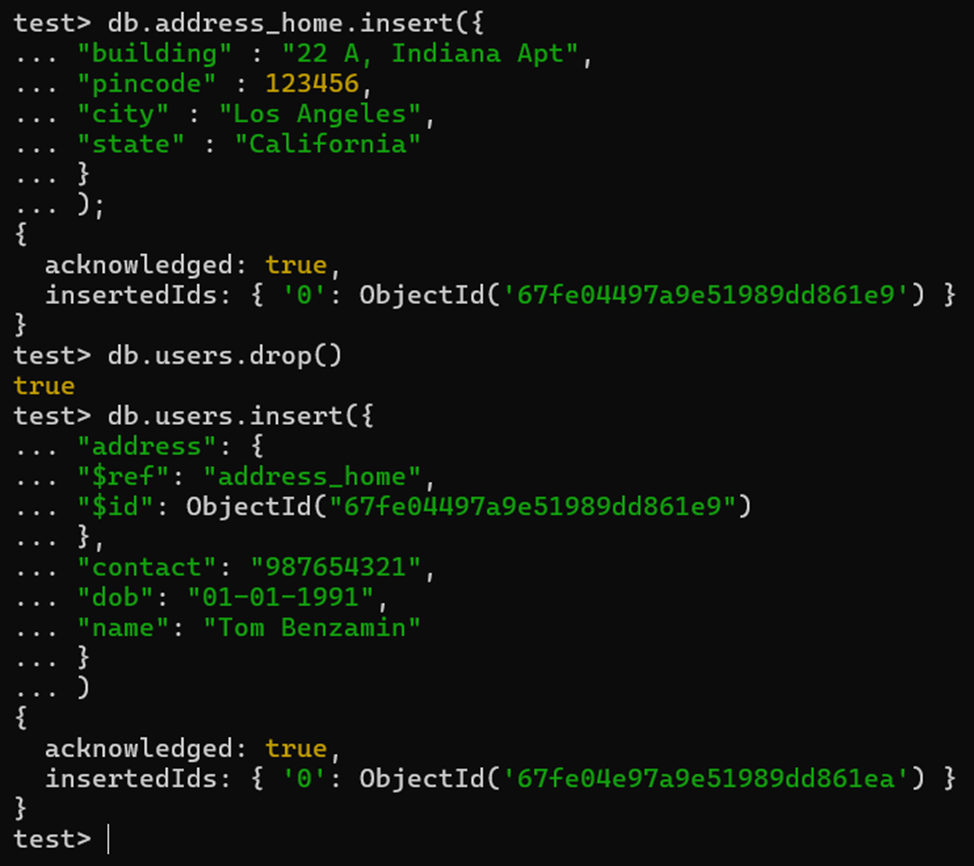 test> db.address_home.insert({
... "building" : "22 A, Indiana Apt",
... "pincode" : 123456,
... "city" : "Los Angeles",
... "state" : "California"
... }
... );
{
  acknowledged: true,
  insertedIds: { '0': ObjectId('67fe04497a9e51989dd861e9') }
}
test> db.users.drop()
true
test> db.users.insert({
... "address": {
... "$ref": "address_home",
... "$id": ObjectId("67fe04497a9e51989dd861e9")
... },
... "contact": "987654321",
... "dob": "01-01-1991",
... "name": "Tom Benzamin"
... }
... )
{
  acknowledged: true,
  insertedIds: { '0': ObjectId('67fe04e97a9e51989dd861ea') }
}
test>